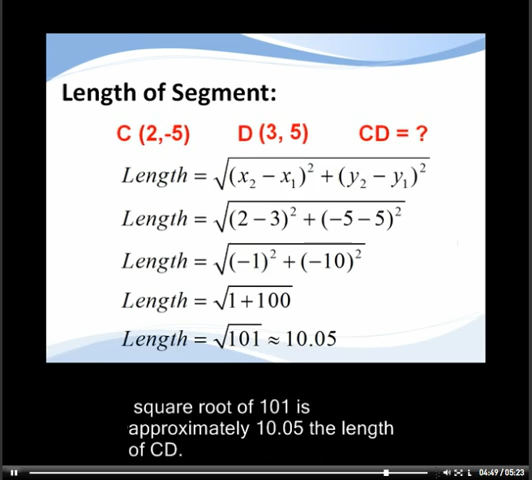 Length of Segment:
C (2,-5) D (3, 5) CD = ?
Length = √(x₂ − x₁)² + (y₂ − y₁)²
Length = √(2 − 3)² + (−5 − 5)²
Length = √(−1)² + (−10)²
Length = √1 + 100
Length = √101 ≈ 10.05
square root of 101 is
approximately 10.05 the length
of CD.
04:49 / 05:23